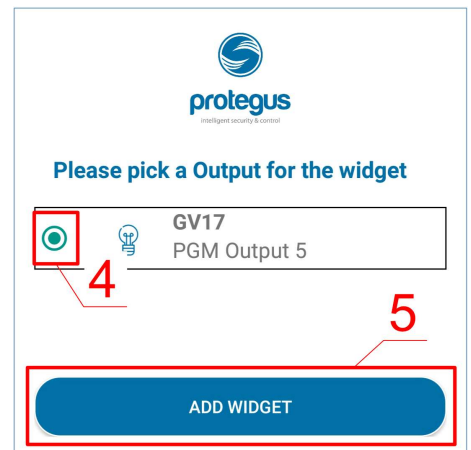 protegus
intelligent security & control
Please pick a Output for the widget
GV17
PGM Output 5
4
5
ADD WIDGET